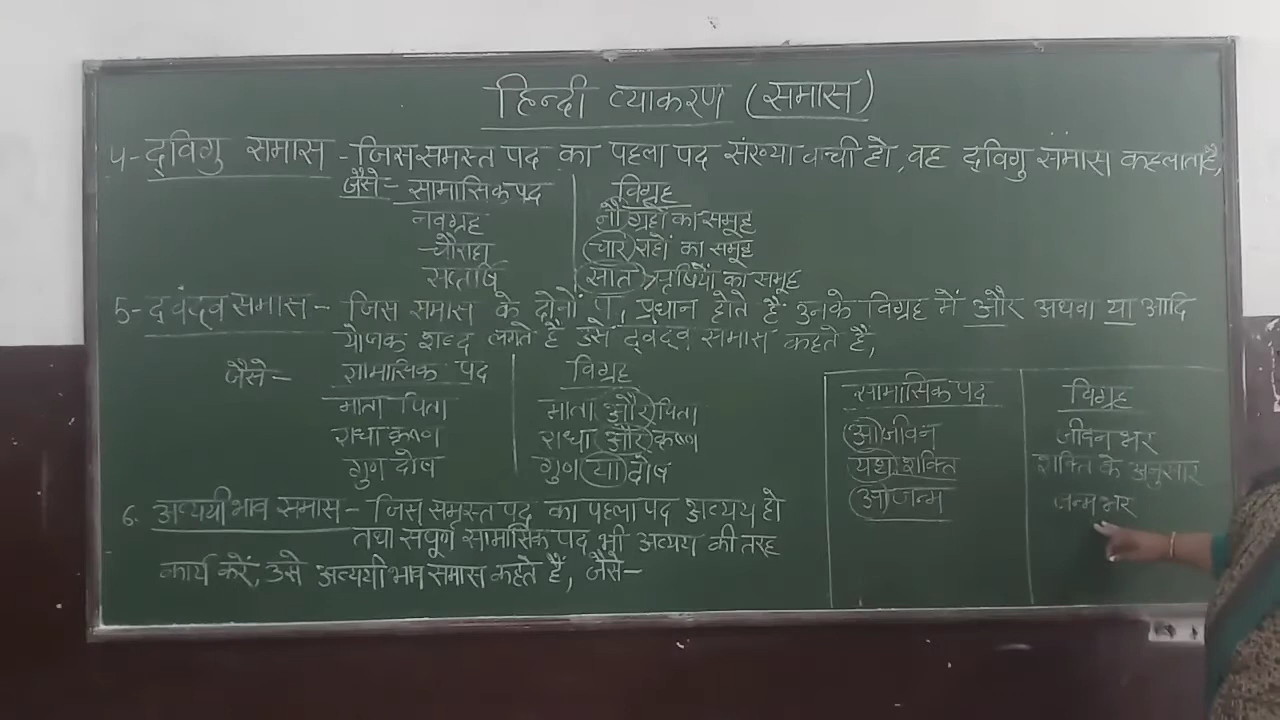 हिन्दी व्याकरण (समास)
4- द्विगु समास - जिस समस्त पद का पहला पद संख्या वाची हो, वह द्विगु समास कहलाता है,
जैसे - सामासिक पद विग्रह
नवग्रह नौ ग्रहों का समूह
चौराहा चार राहों का समूह
सप्तर्षि सात ऋषियों का समूह
5- द्वंद्व समास - जिस समास के दोनों प, प्रधान होते हैं उनके विग्रह में और अथवा या आदि
योजक शब्द लगते हैं उसे द्वंद्व समास कहते हैं,
जैसे - सामासिक पद विग्रह
माता पिता माता और पिता
राधा कृष्ण राधा और कृष्ण
गुण दोष गुण या दोष
6. अव्ययी भाव समास - जिस समस्त पद का पहला पद अव्यय हो
तथा संपूर्ण सामासिक पद भी अव्यय की तरह
कार्य करें, उसे अव्ययी भाव समास कहते हैं, जैसे -
सामासिक पद विग्रह
आजीवन जीवन भर
यथा शक्ति शक्ति के अनुसार
आजन्म जन्म भर